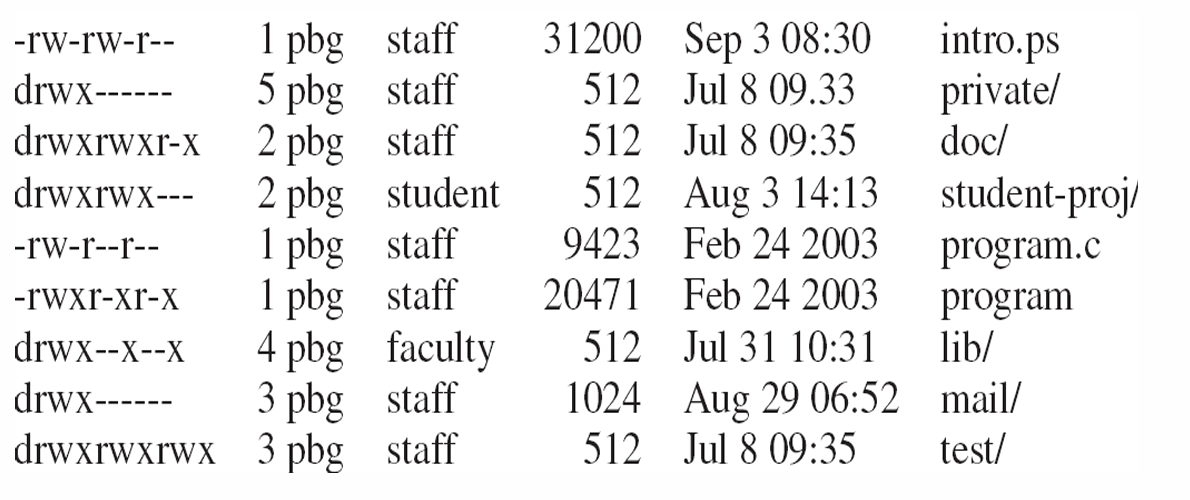 -rw-rw-r-- 1 pbg staff 31200 Sep 3 08:30 intro.ps
drwx------ 5 pbg staff 512 Jul 8 09.33 private/
drwxrwxr-x 2 pbg staff 512 Jul 8 09:35 doc/
drwxrwx--- 2 pbg student 512 Aug 3 14:13 student-proj/
-rw-r--r-- 1 pbg staff 9423 Feb 24 2003 program.c
-rwxr-xr-x 1 pbg staff 20471 Feb 24 2003 program
drwx--x--x 4 pbg faculty 512 Jul 31 10:31 lib/
drwx------ 3 pbg staff 1024 Aug 29 06:52 mail/
drwxrwxrwx 3 pbg staff 512 Jul 8 09:35 test/